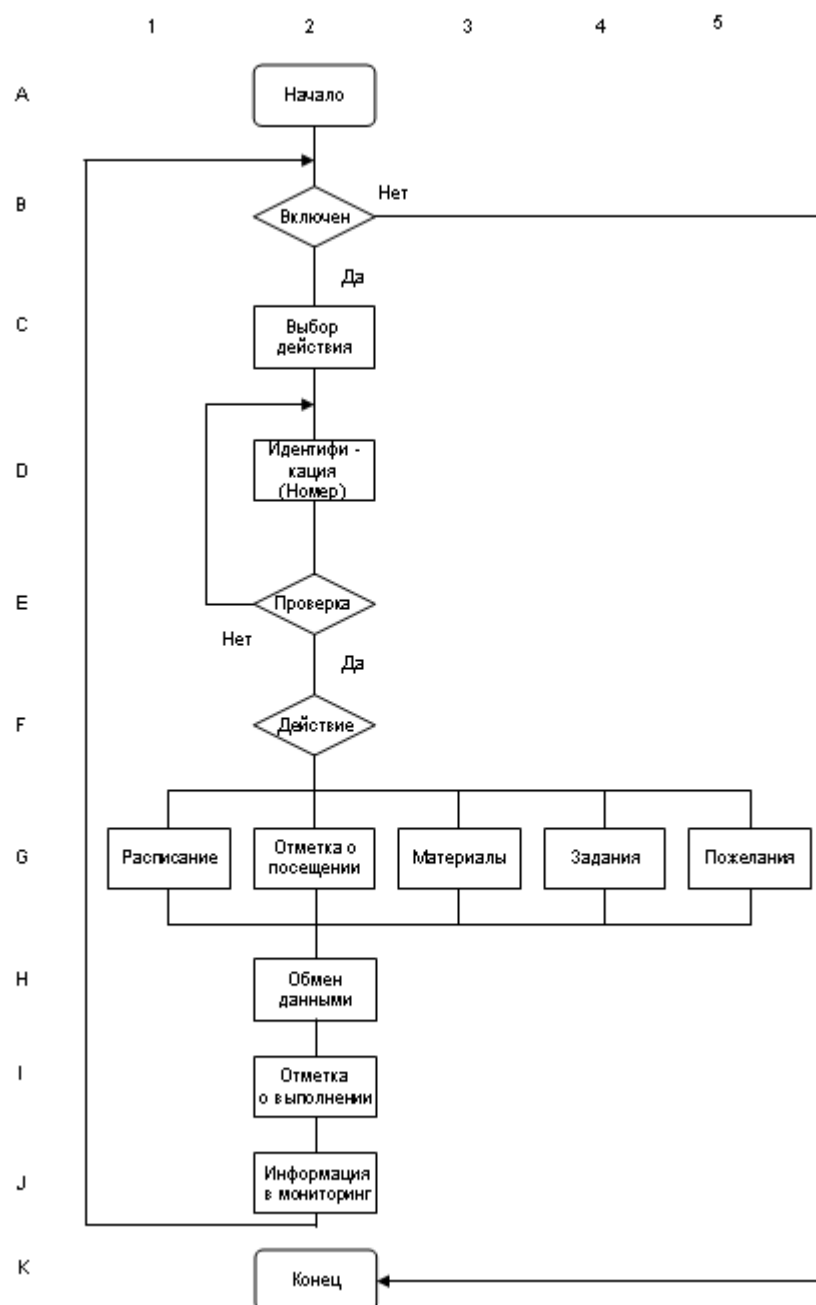 1 2 3 4 5
A
Начало
B
Включен
Нет
Да
C
Выбор
действия
D
Идентифи -
кация
(Номер)
E
Проверка
Нет
Да
F
Действие
G
Расписание
Отметка о
посещении
Материалы
Задания
Пожелания
H
Обмен
данными
I
Отметка
о выполнении
J
Информация
в мониторинг
K
Конец